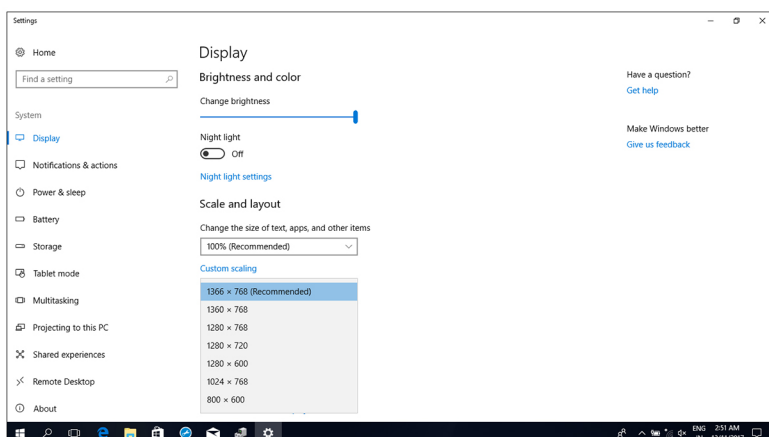 Settings
Home
Find a setting
System
Display
Notifications & actions
Power & sleep
Battery
Storage
Tablet mode
Multitasking
Projecting to this PC
Shared experiences
Remote Desktop
About
Display
Brightness and color
Change brightness
Night light
Off
Night light settings
Scale and layout
Change the size of text, apps, and other items
100% (Recommended)
Custom scaling
1366 × 768 (Recommended)
1360 × 768
1280 × 768
1280 × 720
1280 × 600
1024 × 768
800 × 600
Have a question?
Get help
Make Windows better
Give us feedback
ENG 2:51 AM